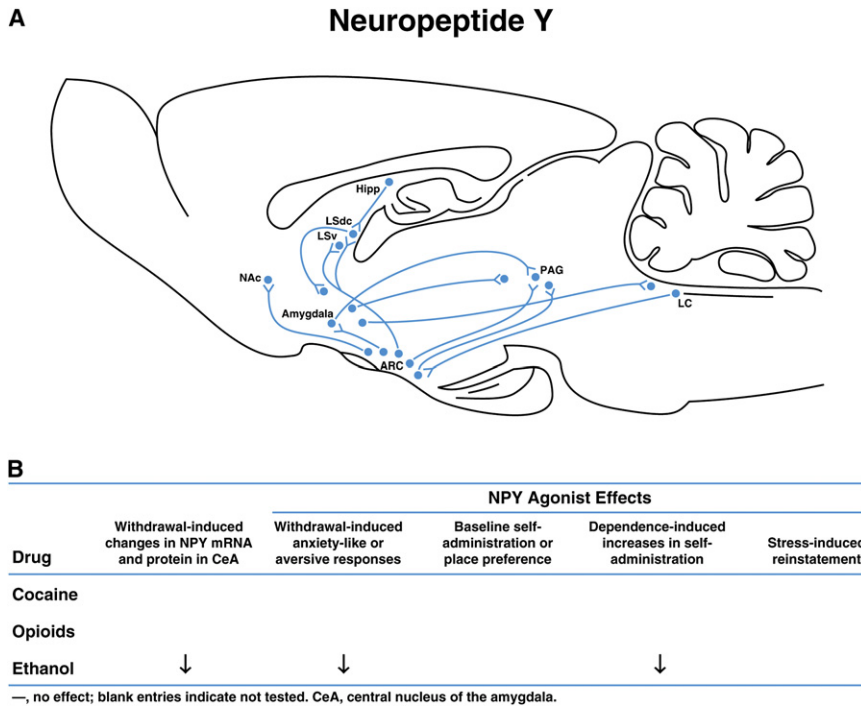 A
Neuropeptide Y
Hipp
LSdc
LSv
NAc
PAG
Amygdala
LC
ARC
B
NPY Agonist Effects
Drug
Withdrawal-induced
changes in NPY mRNA
and protein in CeA
Withdrawal-induced
anxiety-like or
aversive responses
Baseline self-
administration or
place preference
Dependence-induced
increases in self-
administration
Stress-induced
reinstatement
Cocaine
Opioids
Ethanol ↓ ↓ ↓
—, no effect; blank entries indicate not tested. CeA, central nucleus of the amygdala.